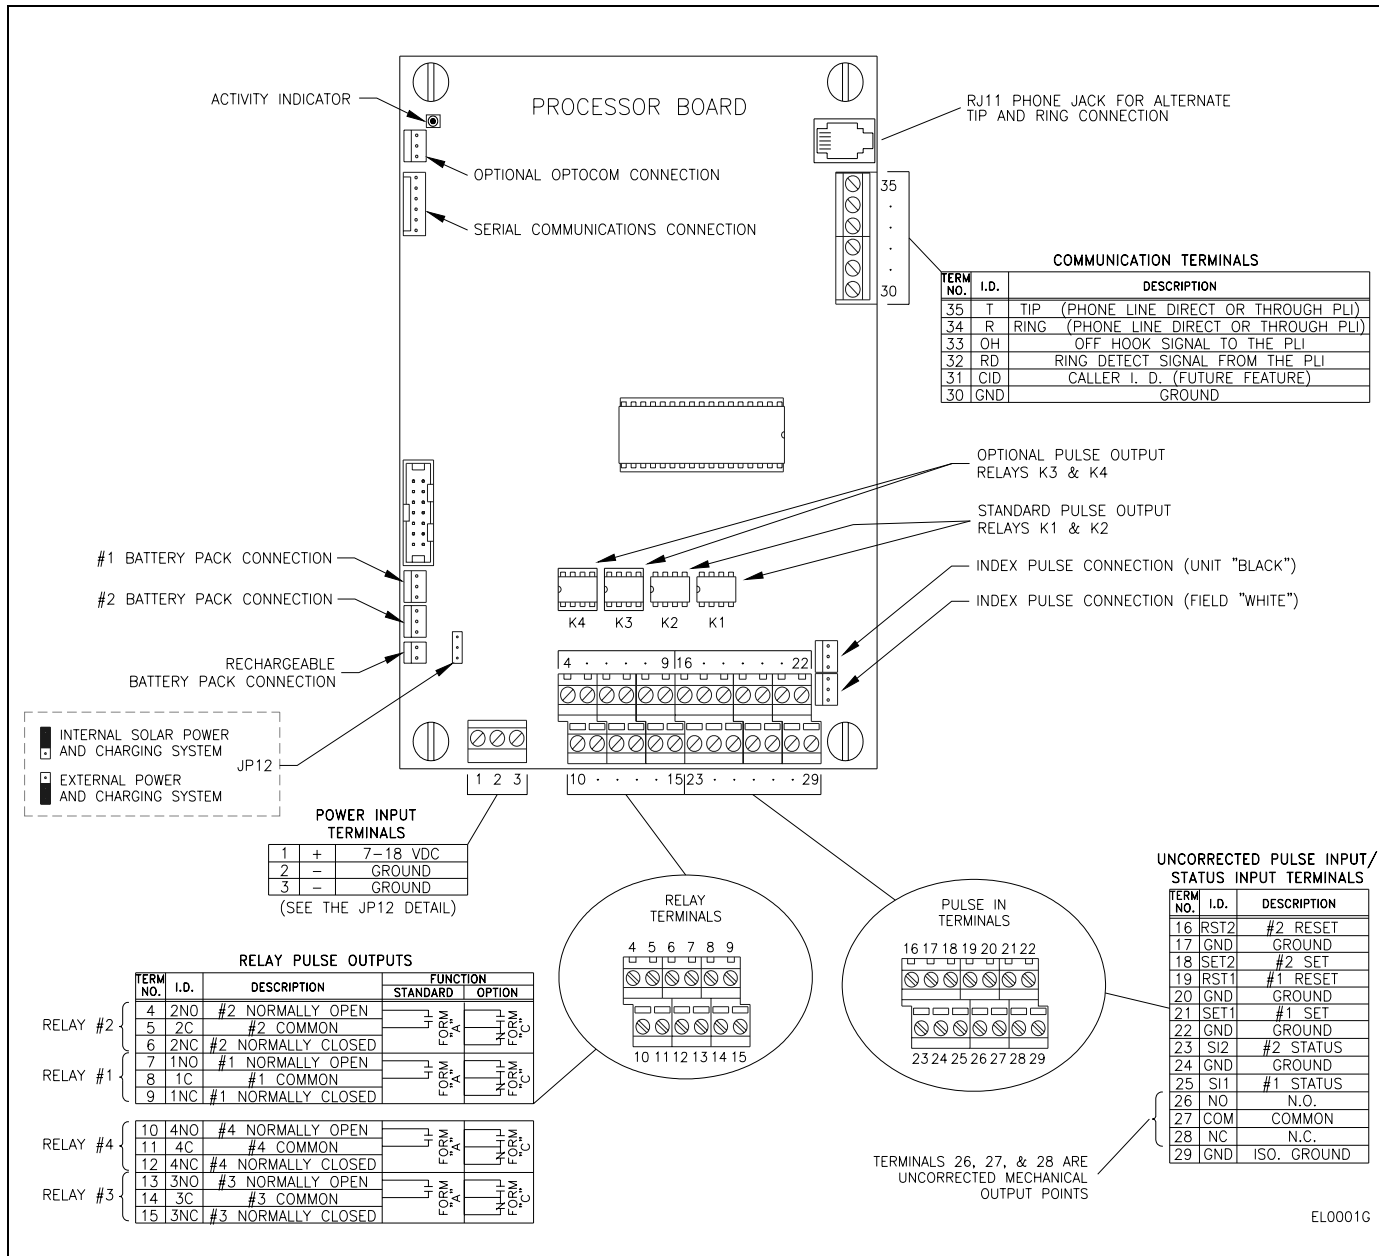 PROCESSOR BOARD
ACTIVITY INDICATOR
OPTIONAL OPTOCOM CONNECTION
SERIAL COMMUNICATIONS CONNECTION
RJ11 PHONE JACK FOR ALTERNATE
TIP AND RING CONNECTION
35
·
·
·
·
30
COMMUNICATION TERMINALS
TERM NO. I.D. DESCRIPTION
35 T TIP (PHONE LINE DIRECT OR THROUGH PLI)
34 R RING (PHONE LINE DIRECT OR THROUGH PLI)
33 OH OFF HOOK SIGNAL TO THE PLI
32 RD RING DETECT SIGNAL FROM THE PLI
31 CID CALLER I. D. (FUTURE FEATURE)
30 GND GROUND
OPTIONAL PULSE OUTPUT
RELAYS K3 & K4
STANDARD PULSE OUTPUT
RELAYS K1 & K2
INDEX PULSE CONNECTION (UNIT "BLACK")
INDEX PULSE CONNECTION (FIELD "WHITE")
#1 BATTERY PACK CONNECTION
#2 BATTERY PACK CONNECTION
RECHARGEABLE
BATTERY PACK CONNECTION
K4 K3 K2 K1
4 · · · · 9 16 · · · · · 22
INTERNAL SOLAR POWER
AND CHARGING SYSTEM
JP12
EXTERNAL POWER
AND CHARGING SYSTEM
1 2 3
10 · · · · 15 23 · · · · · 29
POWER INPUT
TERMINALS
1 + 7-18 VDC
2 - GROUND
3 - GROUND
(SEE THE JP12 DETAIL)
RELAY
TERMINALS
4 5 6 7 8 9
10 11 12 13 14 15
PULSE IN
TERMINALS
16 17 18 19 20 21 22
23 24 25 26 27 28 29
RELAY PULSE OUTPUTS
TERM NO. I.D. DESCRIPTION FUNCTION
STANDARD OPTION
RELAY #2
4 2NO #2 NORMALLY OPEN
5 2C #2 COMMON
6 2NC #2 NORMALLY CLOSED
FORM "A" FORM "C"
RELAY #1
7 1NO #1 NORMALLY OPEN
8 1C #1 COMMON
9 1NC #1 NORMALLY CLOSED
FORM "A" FORM "C"
RELAY #4
10 4NO #4 NORMALLY OPEN
11 4C #4 COMMON
12 4NC #4 NORMALLY CLOSED
FORM "A" FORM "C"
RELAY #3
13 3NO #3 NORMALLY OPEN
14 3C #3 COMMON
15 3NC #3 NORMALLY CLOSED
FORM "A" FORM "C"
UNCORRECTED PULSE INPUT/
STATUS INPUT TERMINALS
TERM NO. I.D. DESCRIPTION
16 RST2 #2 RESET
17 GND GROUND
18 SET2 #2 SET
19 RST1 #1 RESET
20 GND GROUND
21 SET1 #1 SET
22 GND GROUND
23 SI2 #2 STATUS
24 GND GROUND
25 SI1 #1 STATUS
26 NO N.O.
27 COM COMMON
28 NC N.C.
29 GND ISO. GROUND
TERMINALS 26, 27, & 28 ARE
UNCORRECTED MECHANICAL
OUTPUT POINTS
EL0001G